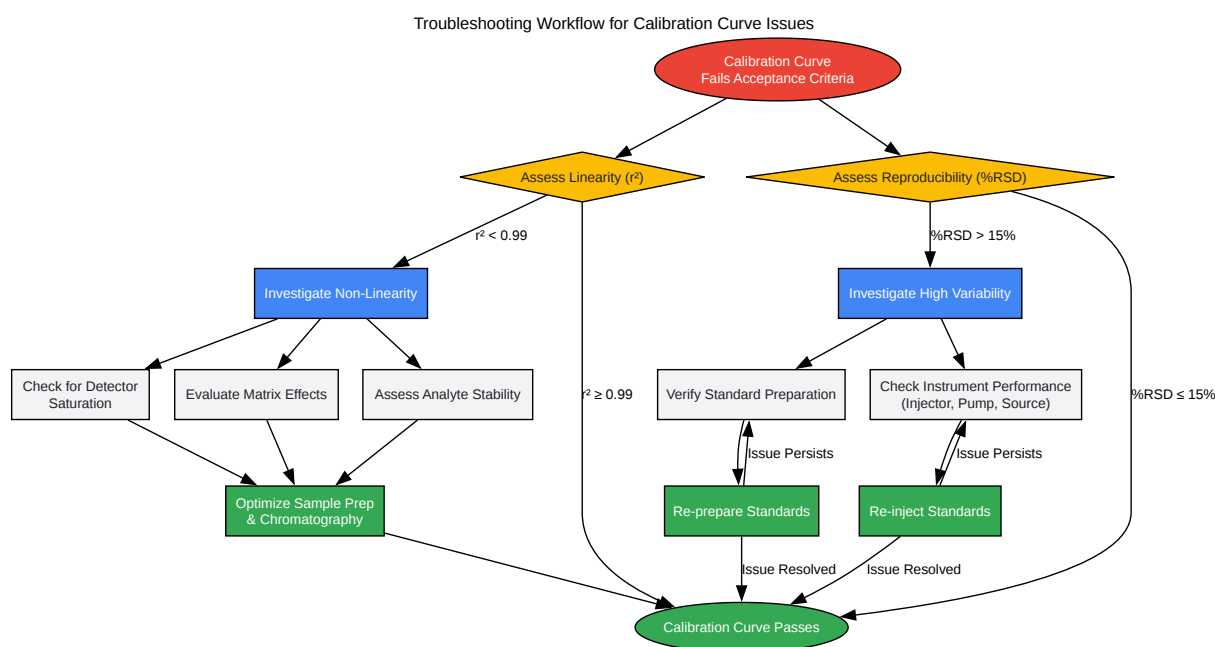 Troubleshooting Workflow for Calibration Curve Issues
Calibration Curve
Fails Acceptance Criteria
Assess Linearity (r²)
Assess Reproducibility (%RSD)
r² < 0.99
%RSD > 15%
Investigate Non-Linearity
Investigate High Variability
Check for Detector
Saturation
Evaluate Matrix Effects
Assess Analyte Stability
r² ≥ 0.99
Verify Standard Preparation
Check Instrument Performance
(Injector, Pump, Source)
%RSD ≤ 15%
Issue Persists
Issue Persists
Optimize Sample Prep
& Chromatography
Re-prepare Standards
Re-inject Standards
Issue Resolved
Issue Resolved
Calibration Curve Passes